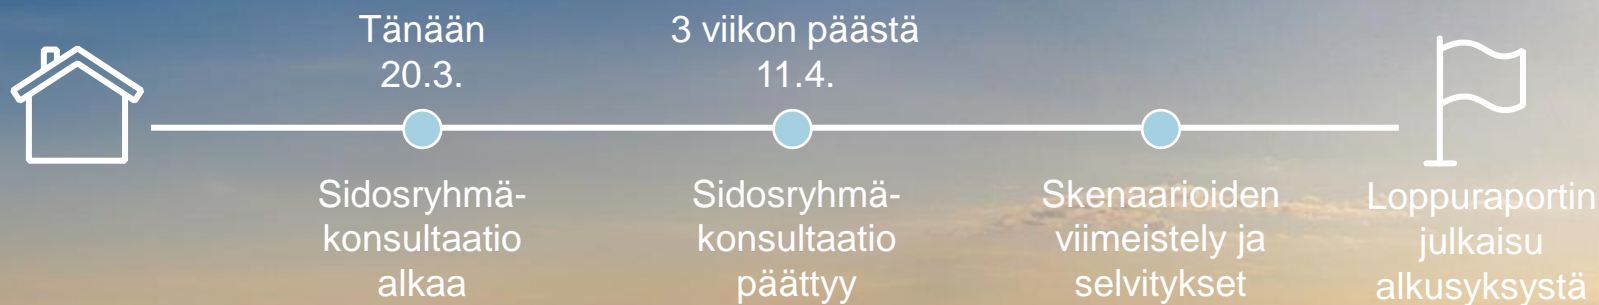 Tänään
20.3.
3 viikon päästä
11.4.
Sidosryhmä-
konsultaatio
alkaa
Sidosryhmä-
konsultaatio
päättyy
Skenaarioiden
viimeistely ja
selvitykset
Loppuraportin
julkaisu
alkusyksystä